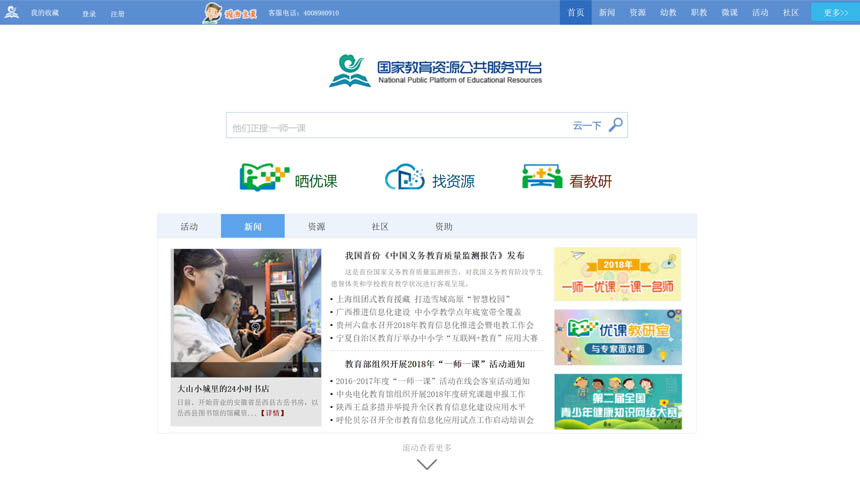 我的收藏
登录
注册
客服电话：4008980910
首页
新闻
资源
幼教
职教
微课
活动
社区
更多>>
国家教育资源公共服务平台
National Public Platform of Educational Resources
他们正搜:一师一课
云一下
晒优课
找资源
看教研
活动
新闻
资源
社区
资助
大山小城里的24小时书店
日前，开始营业的安徽省岳西县古岳书房，以
岳西县图书馆的馆藏资...【详情】
我国首份《中国义务教育质量监测报告》发布
这是首份国家义务教育质量监测报告，对我国义务教育阶段学生
德智体美和学校教育教学状况进行客观呈现。
• 上海组团式教育援藏 打造雪域高原“智慧校园”
• 广西推进信息化建设 中小学教学点年底宽带全覆盖
• 贵州六盘水召开2018年教育信息化推进会暨电教工作会
• 宁夏自治区教育厅举办中小学“互联网+教育”应用大赛
教育部组织开展2018年“一师一课”活动通知
• 2016-2017年度“一师一课”活动在线会客室活动通知
• 中央电化教育馆组织开展2018年度研究课题申报工作
• 陕西王益多措并举提升全区教育信息化建设应用水平
• 呼伦贝尔召开全市教育信息化应用试点工作启动培训会
2018年
一师一优课 一课一名师
优课教研室
与专家面对面
第二届全国
青少年健康知识网络大赛
滚动查看更多